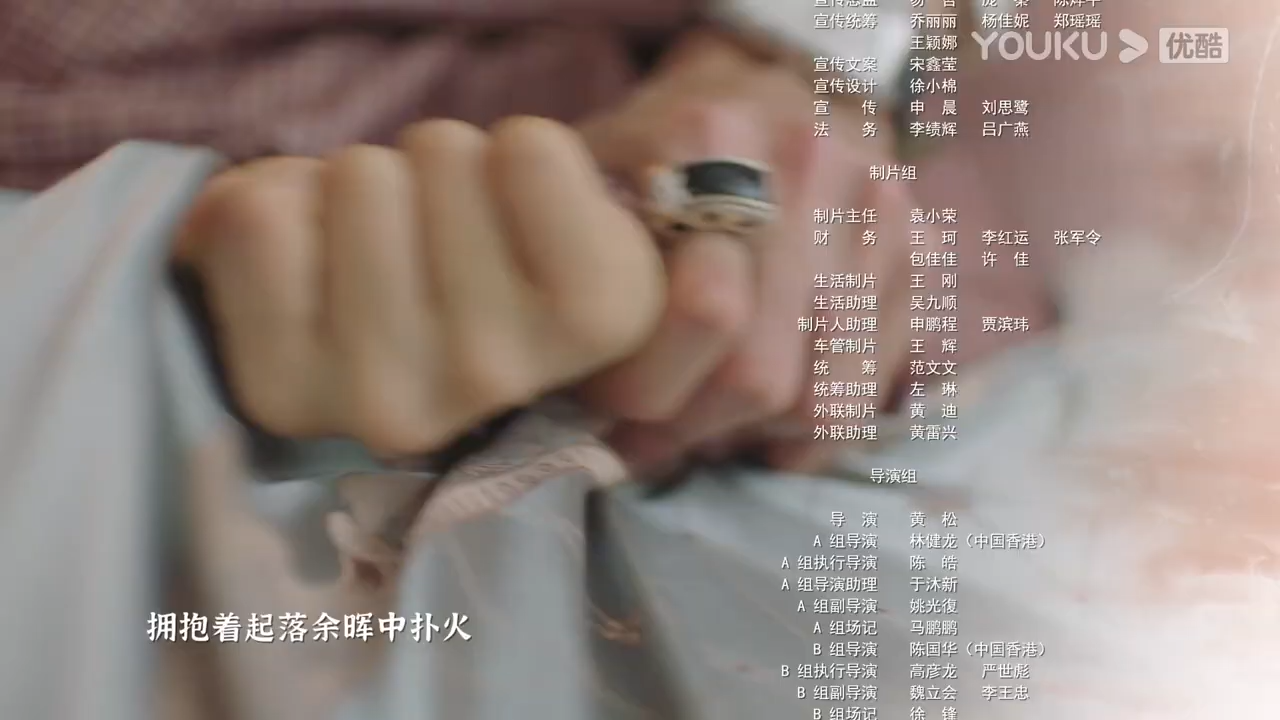 宣传统筹 乔丽丽 杨佳妮 郑瑶瑶
王颖娜
YOUKU 优酷
宣传文案 宋鑫莹
宣传设计 徐小棉
宣 传 申 晨 刘思鹭
法 务 李绩辉 吕广燕
制片组
制片主任 袁小荣
财 务 王 珂 李红运 张军令
包佳佳 许 佳
生活制片 王 刚
生活助理 吴九顺
制片人助理 申鹏程 贾滨玮
车管制片 王 辉
统 筹 范文文
统筹助理 左 琳
外联制片 黄 迪
外联助理 黄雷兴
导演组
导 演 黄 松
A 组导演 林健龙（中国香港）
A 组执行导演 陈 皓
A 组导演助理 于沐新
A 组副导演 姚光復
A 组场记 马鹏鹏
B 组导演 陈国华（中国香港）
B 组执行导演 高彦龙 严世彪
B 组副导演 魏立会 李王忠
B 组场记 徐 锋
拥抱着起落余晖中扑火